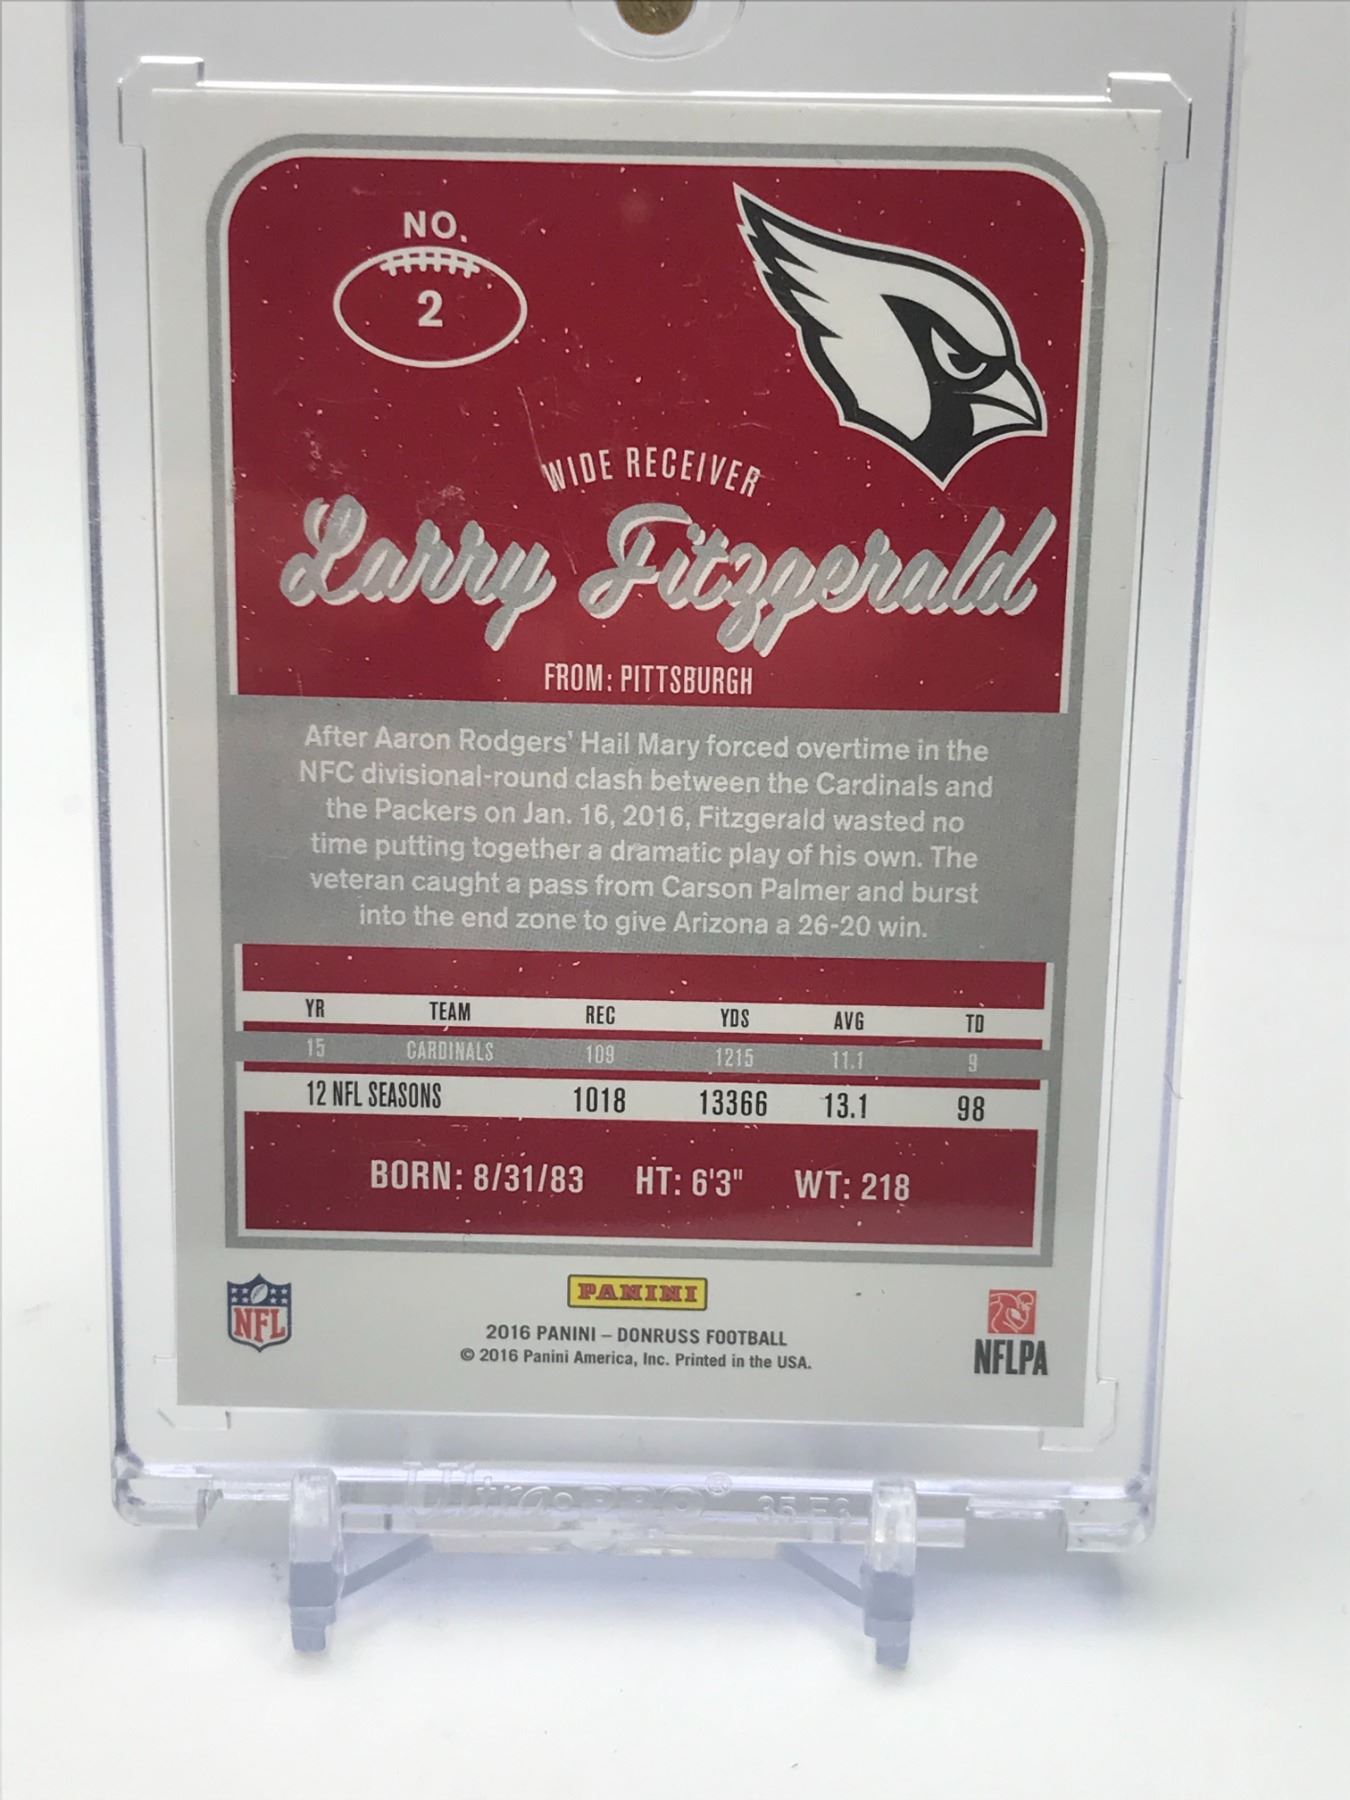 NO.
2
WIDE RECEIVER
Larry Fitzgerald
FROM: PITTSBURGH
After Aaron Rodgers' Hail Mary forced overtime in the
NFC divisional-round clash between the Cardinals and
the Packers on Jan. 16, 2016, Fitzgerald wasted no
time putting together a dramatic play of his own. The
veteran caught a pass from Carson Palmer and burst
into the end zone to give Arizona a 26-20 win.
YR TEAM REC YDS AVG TD
15 CARDINALS 109 1215 11.1 9
12 NFL SEASONS 1018 13366 13.1 98
BORN: 8/31/83 HT: 6'3" WT: 218
PANINI
NFL
2016 PANINI – DONRUSS FOOTBALL
© 2016 Panini America, Inc. Printed in the USA.
NFLPA
Ultra·PRO®